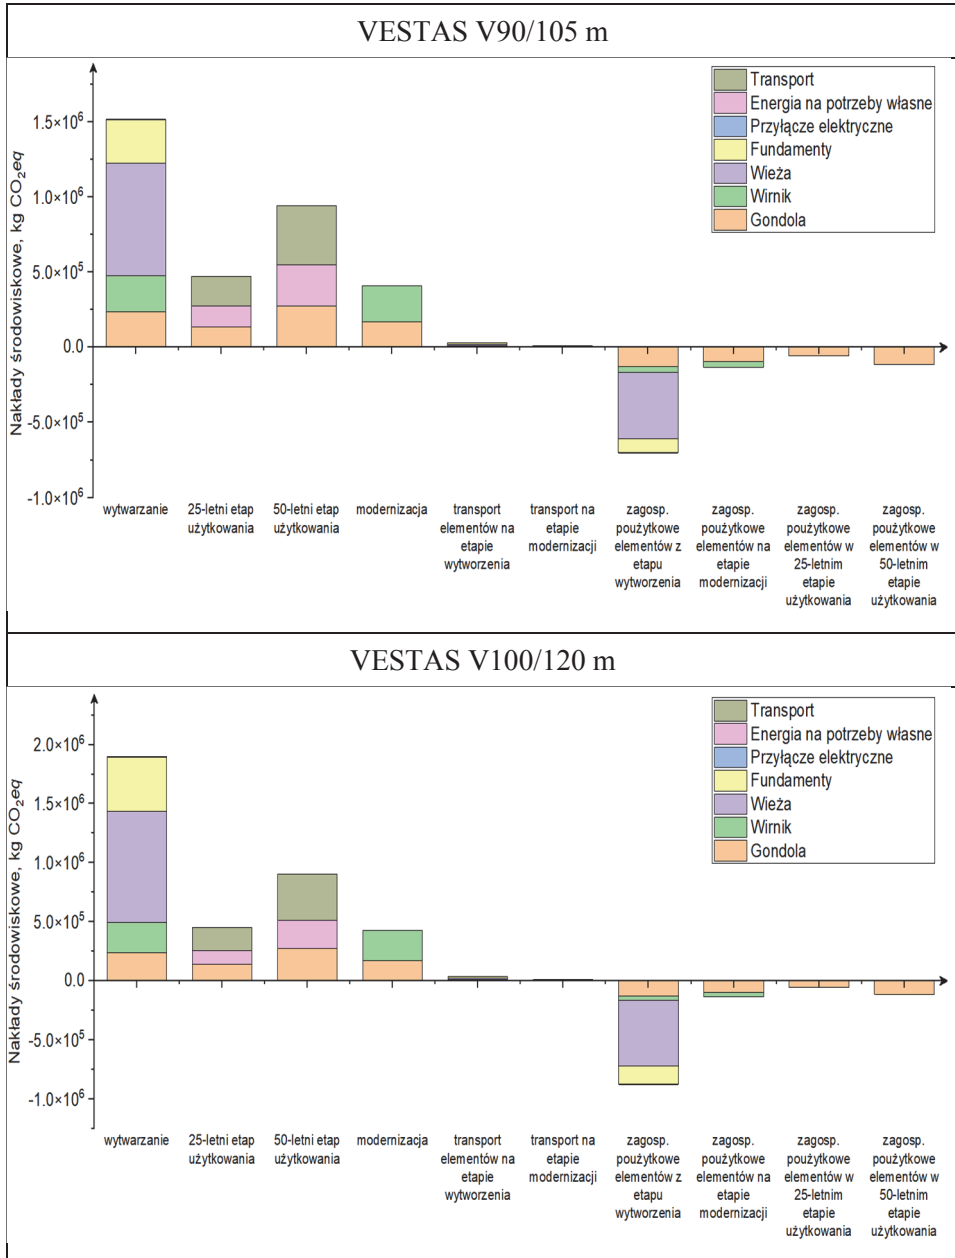 VESTAS V90/105 m
Nakłady środowiskowe, kg CO₂eq
1.5×10⁶
1.0×10⁶
5.0×10⁵
0.0
-5.0×10⁵
-1.0×10⁶
Transport
Energia na potrzeby własne
Przyłącze elektryczne
Fundamenty
Wieża
Wirnik
Gondola
wytwarzanie
25-letni etap
użytkowania
50-letni etap
użytkowania
modernizacja
transport
elementów na
etapie
wytworzenia
transport na
etapie
modernizacji
zagosp.
poużytkowe
elementów z
etapu
wytworzenia
zagosp.
poużytkowe
elementów na
etapie
modernizacji
zagosp.
poużytkowe
elementów w
25-letnim
etapie
użytkowania
zagosp.
poużytkowe
elementów w
50-letnim
etapie
użytkowania
VESTAS V100/120 m
Nakłady środowiskowe, kg CO₂eq
2.0×10⁶
1.5×10⁶
1.0×10⁶
5.0×10⁵
0.0
-5.0×10⁵
-1.0×10⁶
Transport
Energia na potrzeby własne
Przyłącze elektryczne
Fundamenty
Wieża
Wirnik
Gondola
wytwarzanie
25-letni etap
użytkowania
50-letni etap
użytkowania
modernizacja
transport
elementów na
etapie
wytworzenia
transport na
etapie
modernizacji
zagosp.
poużytkowe
elementów z
etapu
wytworzenia
zagosp.
poużytkowe
elementów na
etapie
modernizacji
zagosp.
poużytkowe
elementów w
25-letnim
etapie
użytkowania
zagosp.
poużytkowe
elementów w
50-letnim
etapie
użytkowania